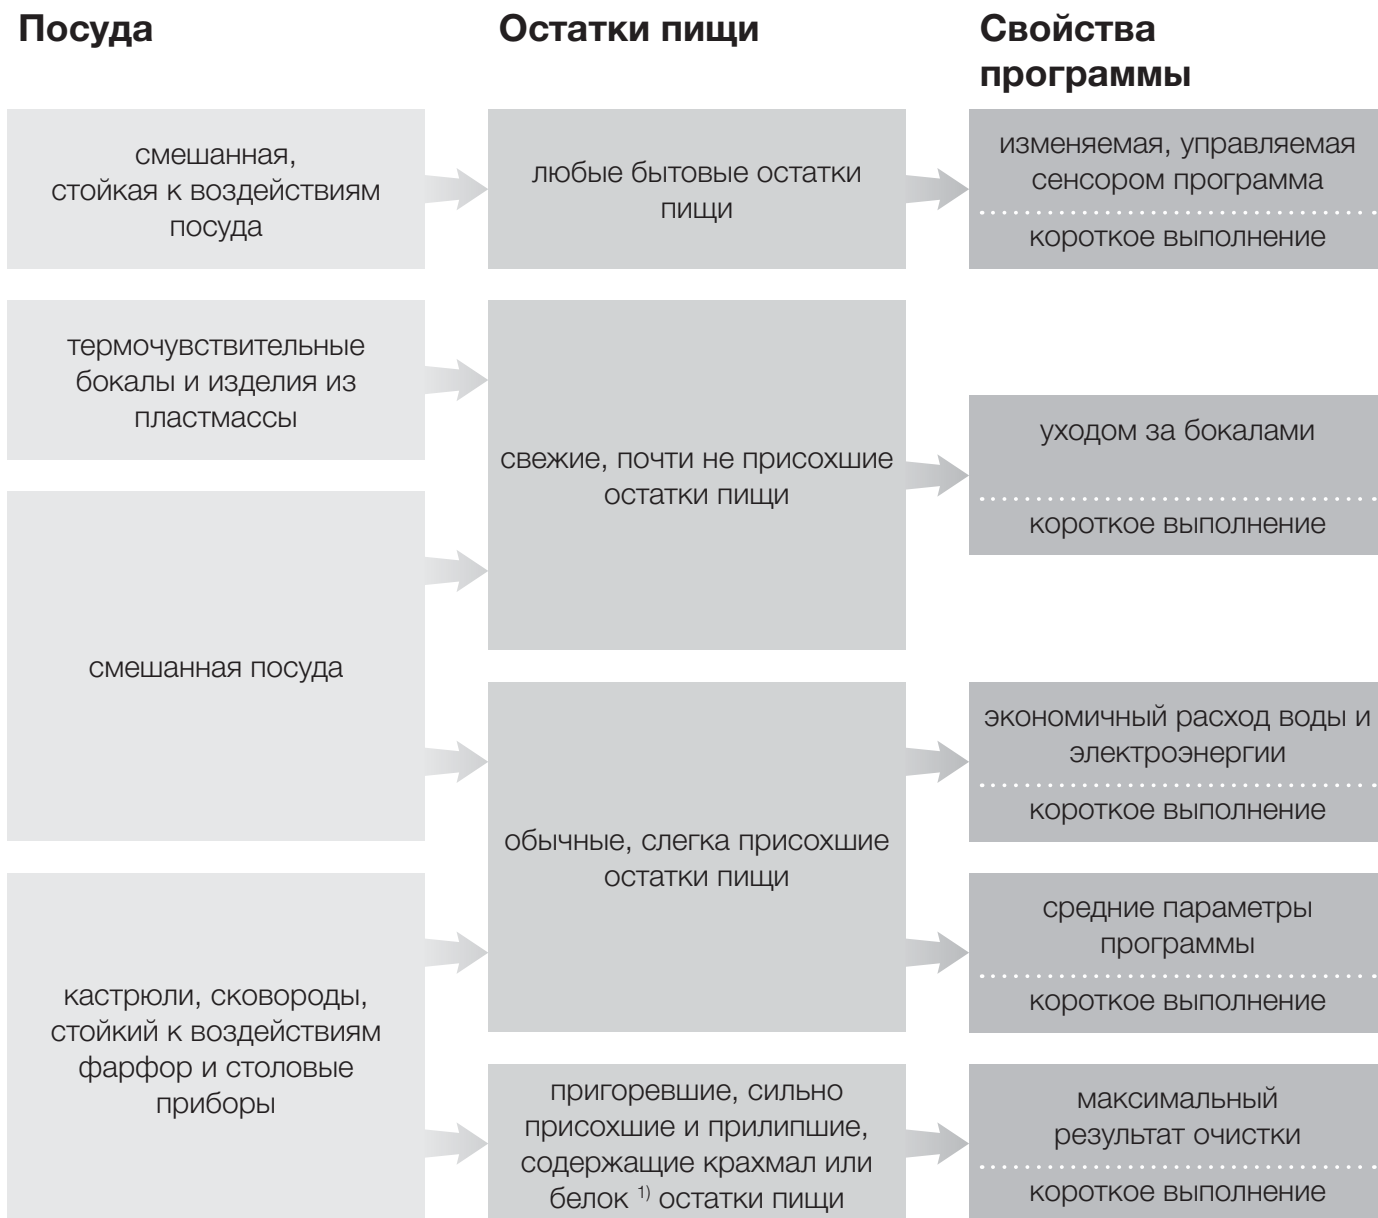 Посуда
Остатки пищи
Свойства
программы
смешанная,
стойкая к воздействиям
посуда
любые бытовые остатки
пищи
изменяемая, управляемая
сенсором программа
короткое выполнение
термочувствительные
бокалы и изделия из
пластмассы
свежие, почти не присохшие
остатки пищи
уходом за бокалами
короткое выполнение
смешанная посуда
обычные, слегка присохшие
остатки пищи
экономичный расход воды и
электроэнергии
короткое выполнение
средние параметры
программы
короткое выполнение
кастрюли, сковороды,
стойкий к воздействиям
фарфор и столовые
приборы
пригоревшие, сильно
присохшие и прилипшие,
содержащие крахмал или
белок 1) остатки пищи
максимальный
результат очистки
короткое выполнение